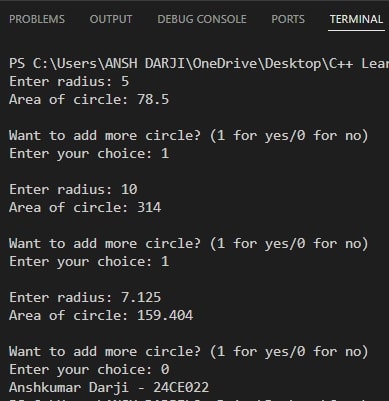 PROBLEMS OUTPUT DEBUG CONSOLE PORTS TERMINAL
PS C:\Users\ANSH DARJI\OneDrive\Desktop\C++ Lear
Enter radius: 5
Area of circle: 78.5
Want to add more circle? (1 for yes/0 for no)
Enter your choice: 1
Enter radius: 10
Area of circle: 314
Want to add more circle? (1 for yes/0 for no)
Enter your choice: 1
Enter radius: 7.125
Area of circle: 159.404
Want to add more circle? (1 for yes/0 for no)
Enter your choice: 0
Anshkumar Darji - 24CE022